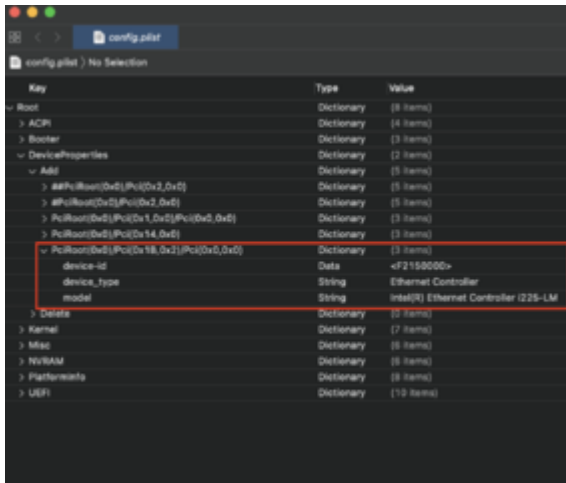 config.plist
config.plist 〉 No Selection
Key Type Value
Root Dictionary (8 items)
ACPI Dictionary (4 items)
Booter Dictionary (3 items)
DeviceProperties Dictionary (2 items)
Add Dictionary (5 items)
##PciRoot(0x0)/Pci(0x2,0x0) Dictionary (5 items)
#PciRoot(0x0)/Pci(0x2,0x0) Dictionary (5 items)
PciRoot(0x0)/Pci(0x1,0x0)/Pci(0x0,0x0) Dictionary (3 items)
PciRoot(0x0)/Pci(0x14,0x0) Dictionary (3 items)
PciRoot(0x0)/Pci(0x1B,0x2)/Pci(0x0,0x0) Dictionary (3 items)
device-id Data <F2150000>
device_type String Ethernet Controller
model String Intel(R) Ethernet Controller I225-LM
Delete Dictionary (0 items)
Kernel Dictionary (7 items)
Misc Dictionary (6 items)
NVRAM Dictionary (6 items)
PlatformInfo Dictionary
UEFI Dictionary (10 items)